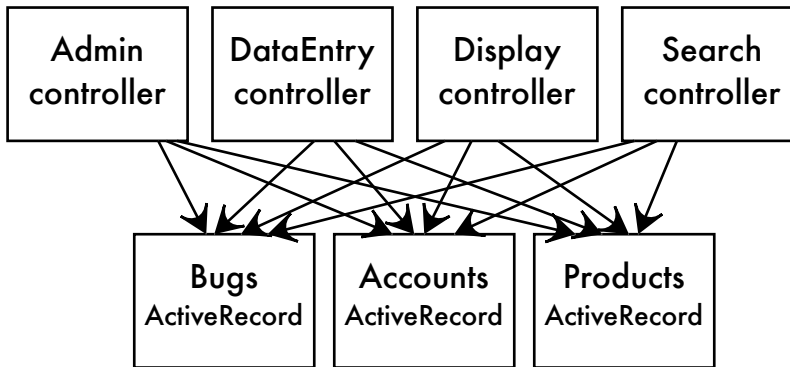 Admin
controller
DataEntry
controller
Display
controller
Search
controller
Bugs
ActiveRecord
Accounts
ActiveRecord
Products
ActiveRecord